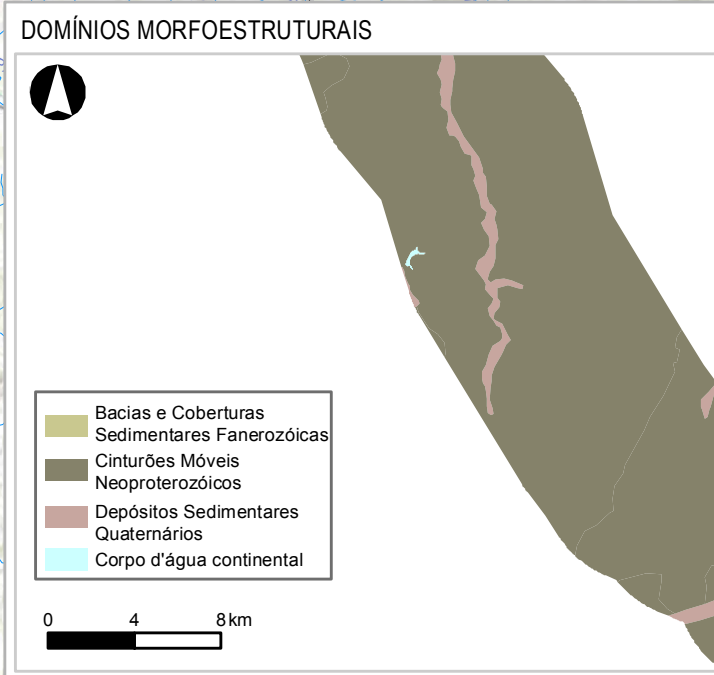 DOMÍNIOS MORFOESTRUTURAIS
Bacias e Coberturas
Sedimentares Fanerozóicas
Cinturões Móveis
Neoproterozóicos
Depósitos Sedimentares
Quaternários
Corpo d'água continental
0 4 8 km